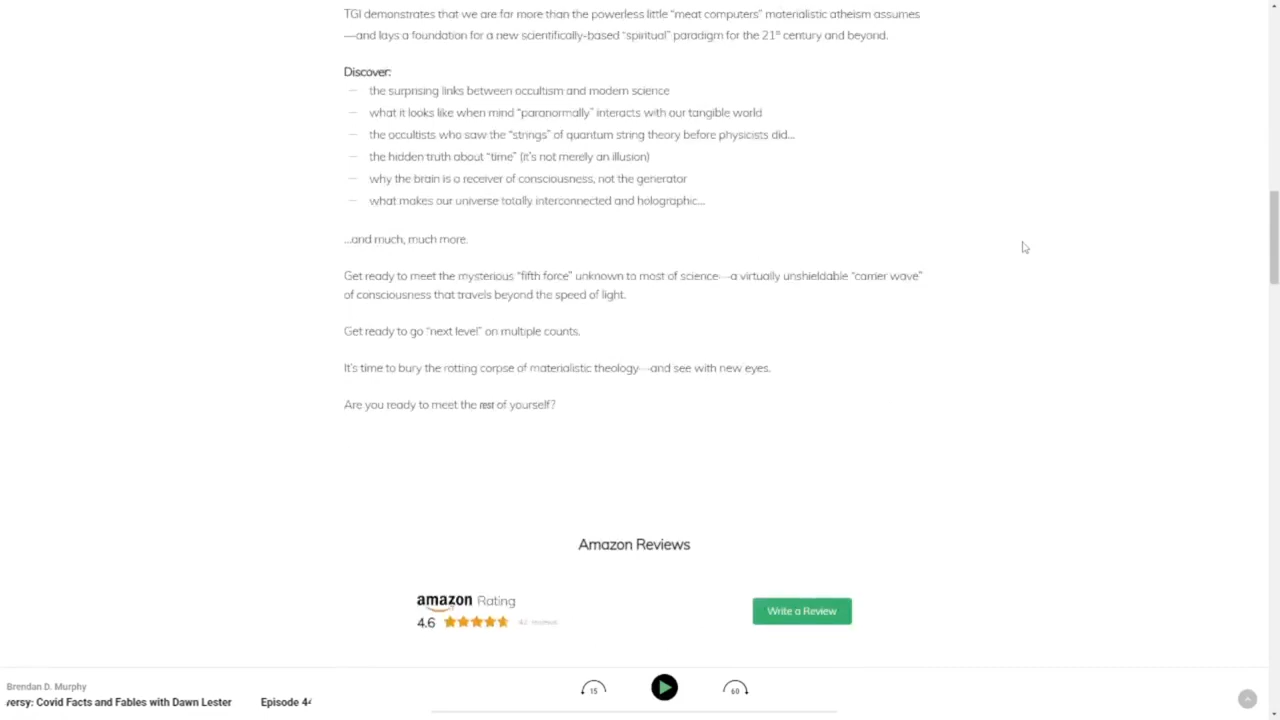 TGI demonstrates that we are far more than the powerless little “meat computers” materialistic atheism assumes
—and lays a foundation for a new scientifically-based “spiritual” paradigm for the 21st century and beyond.
Discover:
— the surprising links between occultism and modern science
— what it looks like when mind “paranormally” interacts with our tangible world
— the occultists who saw the “strings” of quantum string theory before physicists did...
— the hidden truth about “time” (it’s not merely an illusion)
— why the brain is a receiver of consciousness, not the generator
— what makes our universe totally interconnected and holographic...
...and much, much more.
Get ready to meet the mysterious “fifth force” unknown to most of science—a virtually unshieldable “carrier wave”
of consciousness that travels beyond the speed of light.
Get ready to go “next level” on multiple counts.
It’s time to bury the rotting corpse of materialistic theology—and see with new eyes.
Are you ready to meet the rest of yourself?
Amazon Reviews
amazon Rating
Write a Review
4.6 42 reviews
Brendan D. Murphy
versy: Covid Facts and Fables with Dawn Lester Episode 44
15
60